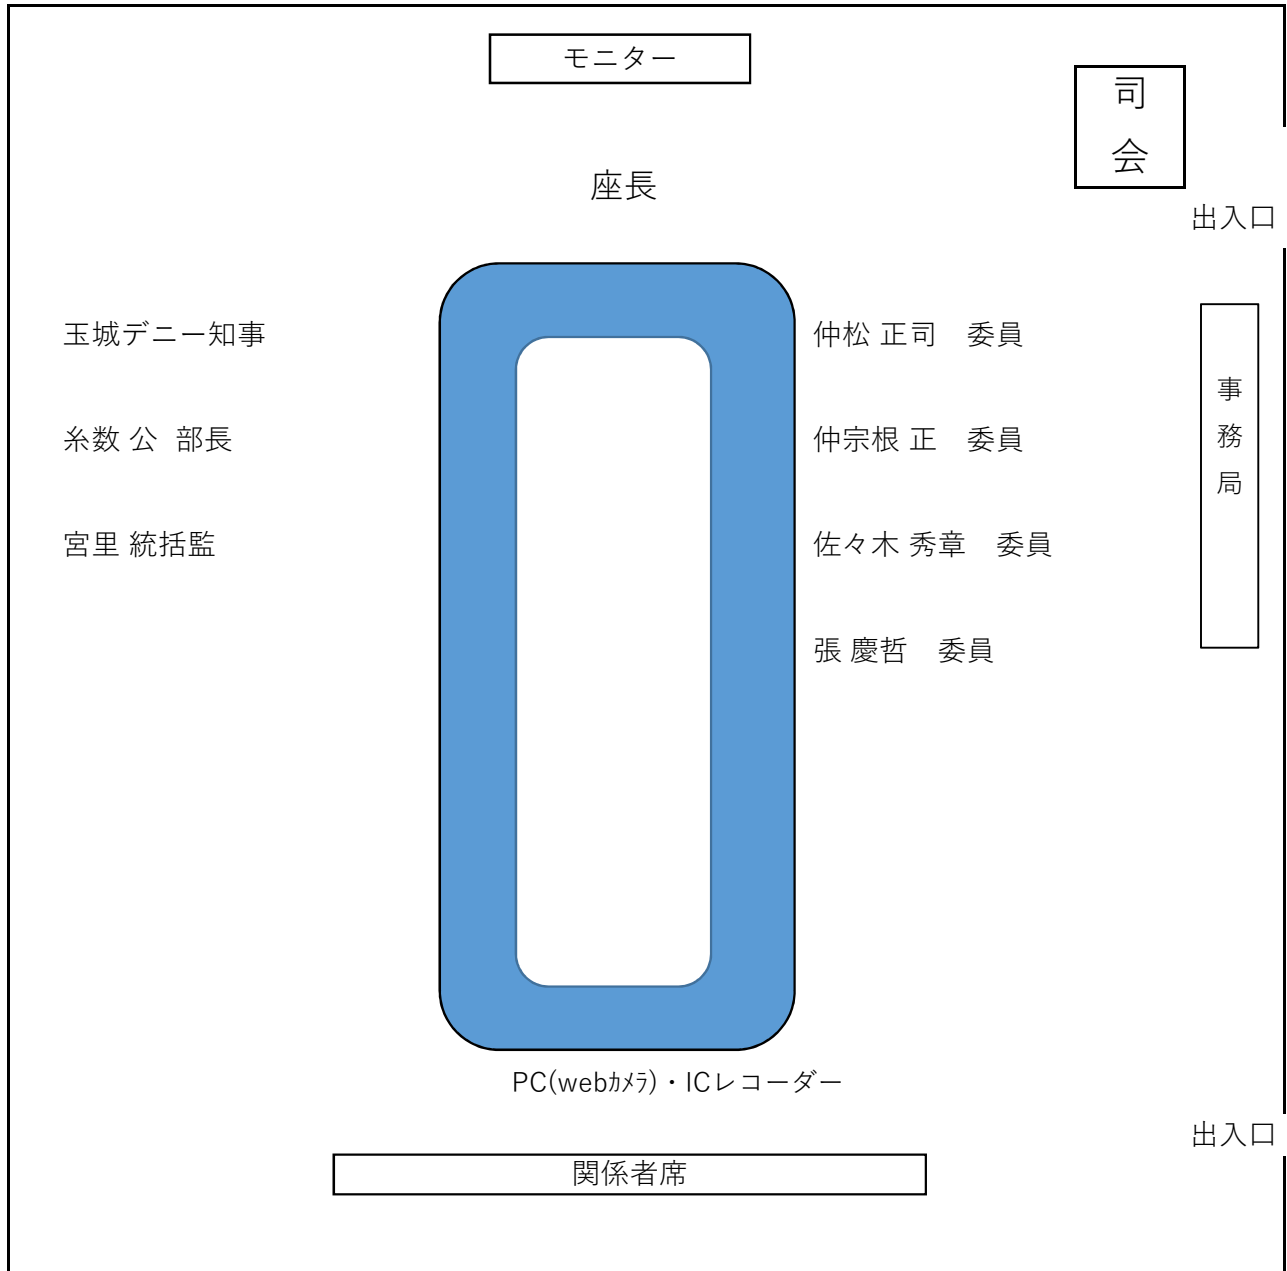 モニター
司
会
座長
出入口
玉城デニー知事
仲松 正司　委員
糸数 公 部長
仲宗根 正　委員
事
務
局
宮里 統括監
佐々木 秀章　委員
張 慶哲　委員
PC(webｶﾒﾗ)・ICレコーダー
出入口
関係者席